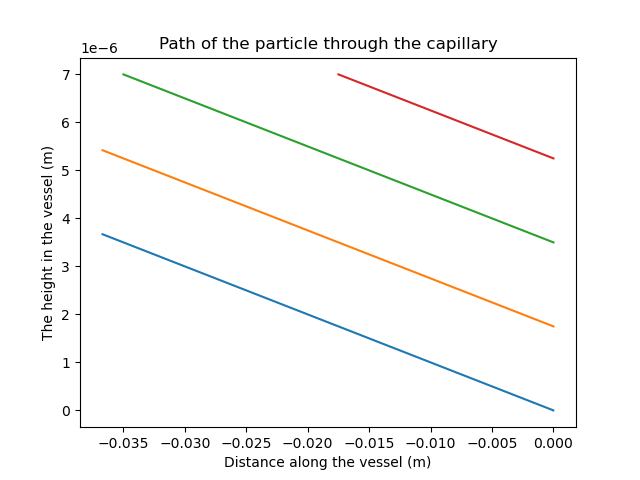 Path of the particle through the capillary
1e−6
7
6
5
4
3
2
1
0
The height in the vessel (m)
−0.035 −0.030 −0.025 −0.020 −0.015 −0.010 −0.005 0.000
Distance along the vessel (m)